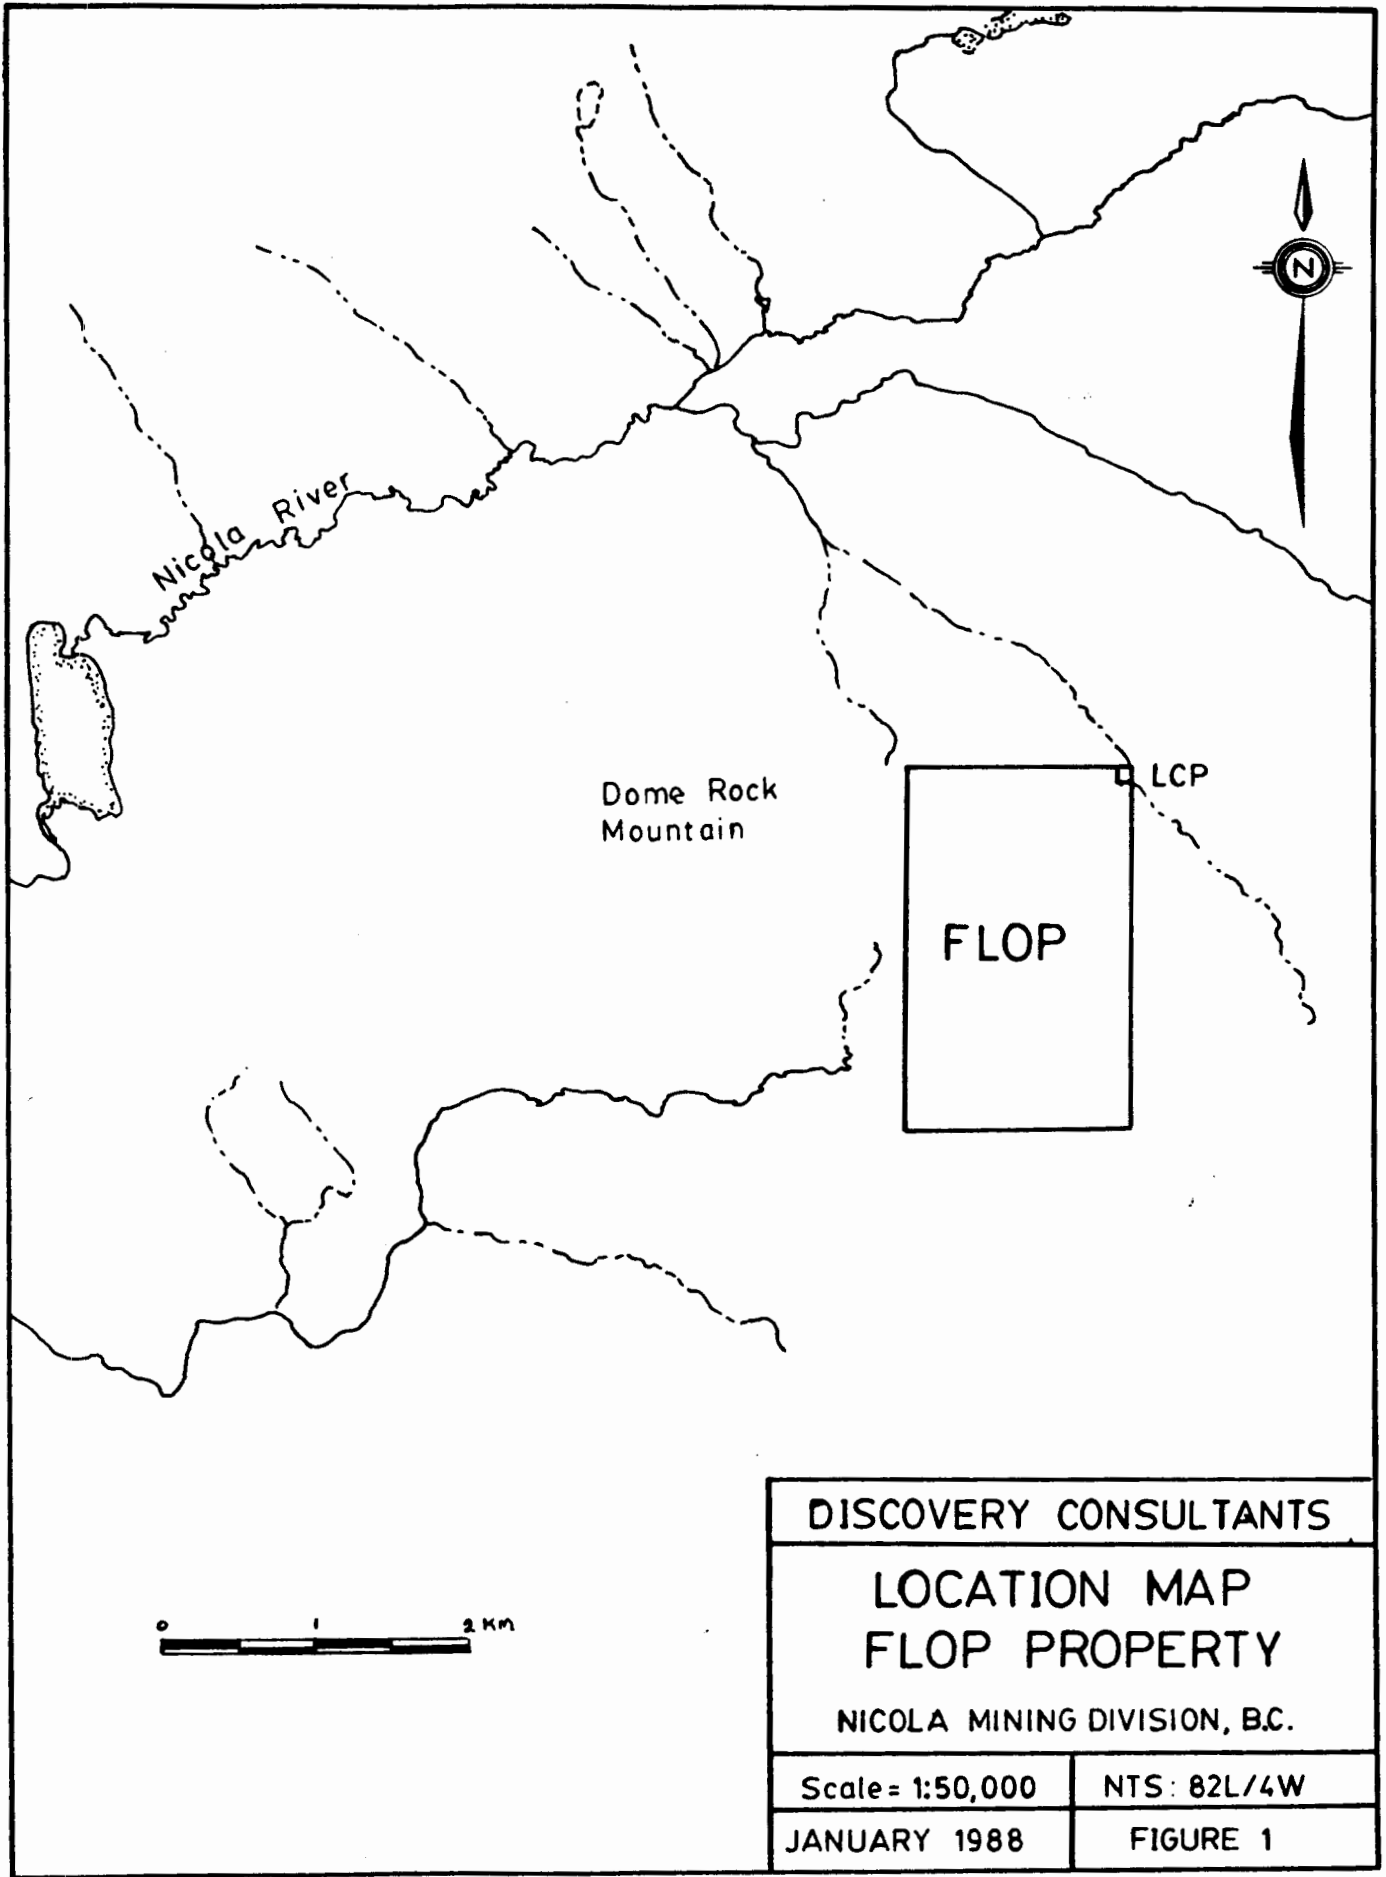 N
Nicola River
LCP
Dome Rock
Mountain
FLOP
0 1 2 Km
DISCOVERY CONSULTANTS
LOCATION MAP
FLOP PROPERTY
NICOLA MINING DIVISION, B.C.
Scale = 1:50,000
NTS: 82L/4W
JANUARY 1988
FIGURE 1